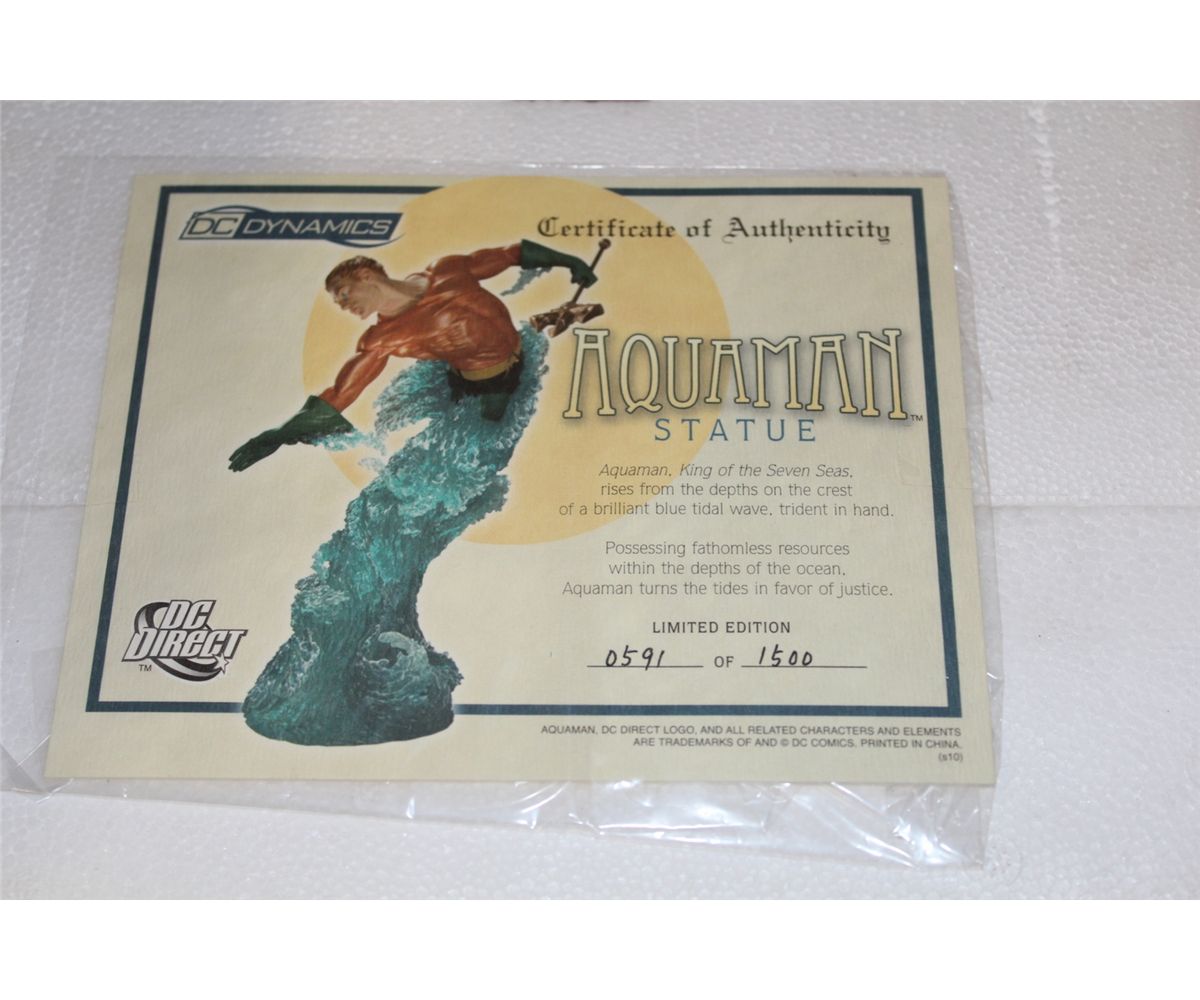 DC DYNAMICS
Certificate of Authenticity
AQUAMAN™
STATUE
Aquaman, King of the Seven Seas,
rises from the depths on the crest
of a brilliant blue tidal wave, trident in hand.
Possessing fathomless resources
within the depths of the ocean,
Aquaman turns the tides in favor of justice.
LIMITED EDITION
0591 OF 1500
DC
DIRECT
TM
AQUAMAN, DC DIRECT LOGO, AND ALL RELATED CHARACTERS AND ELEMENTS
ARE TRADEMARKS OF AND © DC COMICS. PRINTED IN CHINA.
(s10)